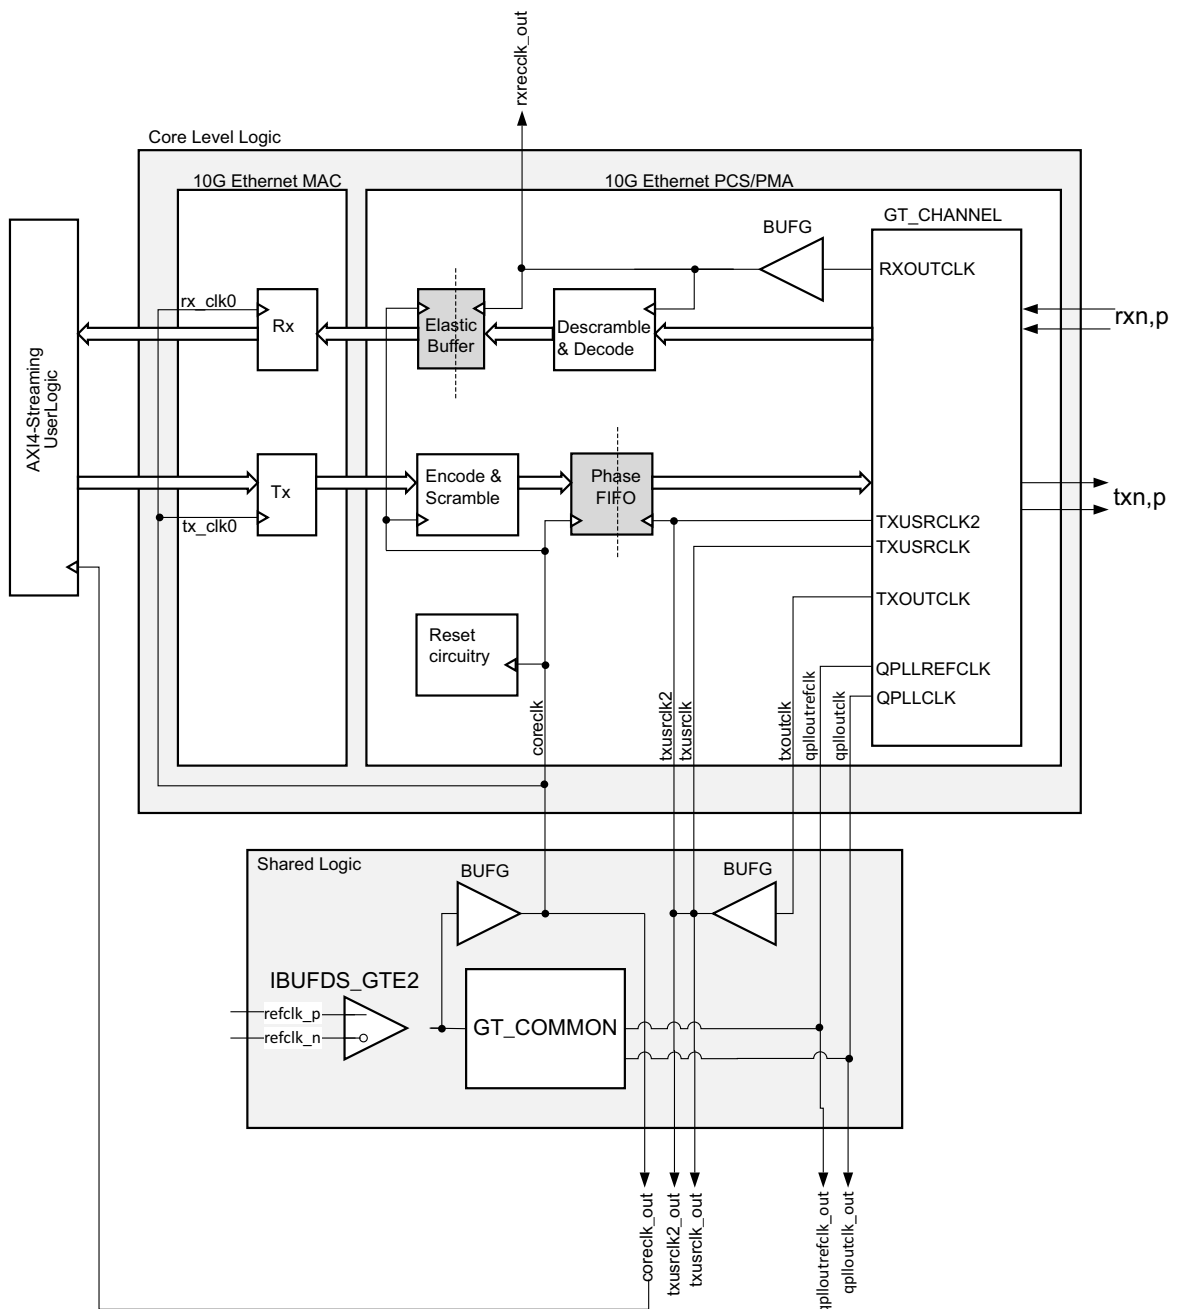 rxrecclk_out
Core Level Logic
10G Ethernet MAC
10G Ethernet PCS/PMA
GT_CHANNEL
BUFG
RXOUTCLK
rx_clk0
Rx
Elastic
Buffer
Descramble
& Decode
rxn,p
AXI4-Streaming
UserLogic
Tx
tx_clk0
Encode &
Scramble
Phase
FIFO
txn,p
TXUSRCLK2
TXUSRCLK
TXOUTCLK
Reset
circuitry
QPLLREFCLK
QPLLCLK
coreclk
txusrclk2
txusrclk
txoutclk
qplloutrefclk
qplloutclk
Shared Logic
BUFG
BUFG
IBUFDS_GTE2
refclk_p
refclk_n
GT_COMMON
coreclk_out
txusrclk2_out
txusrclk_out
qplloutrefclk_out
qplloutclk_out